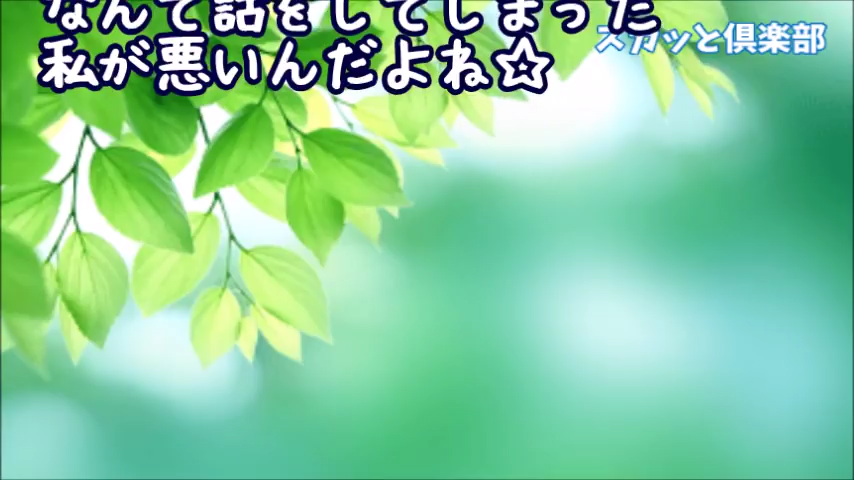 なんて話をしてしまった
スカッと倶楽部
私が悪いんだよね☆